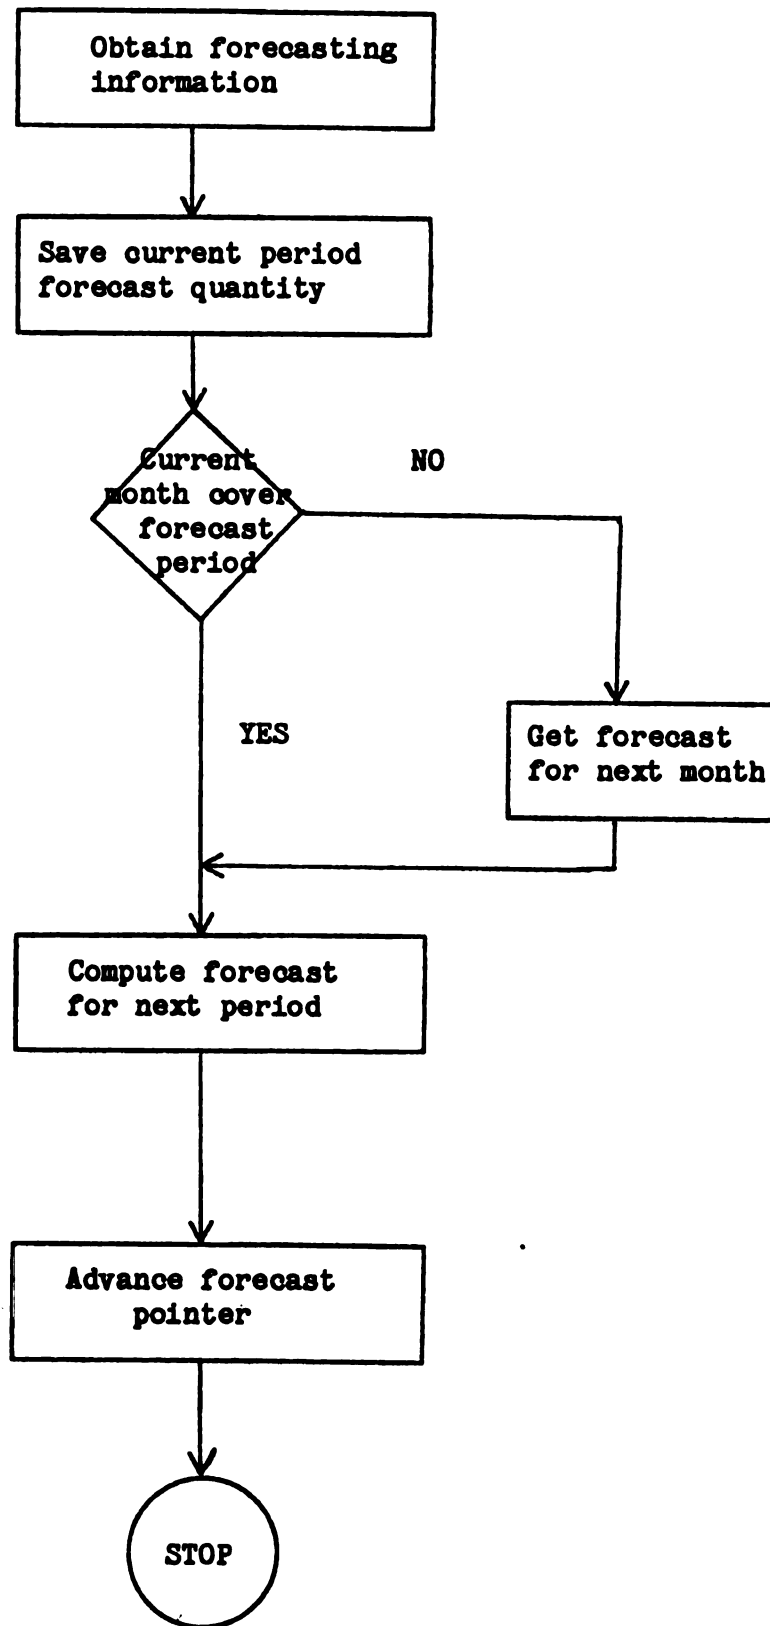 Obtain forecasting
information
Save current period
forecast quantity
Current
month cover
forecast
period
NO
YES
Get forecast
for next month
Compute forecast
for next period
Advance forecast
pointer
STOP